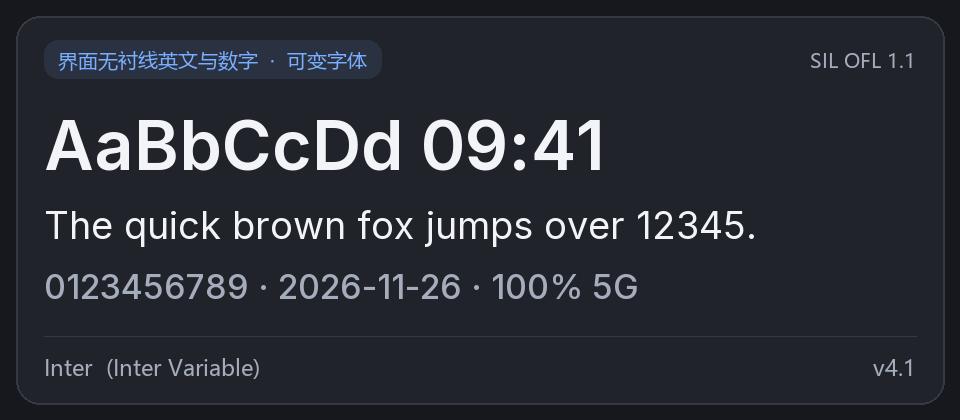 界面无衬线英文与数字 · 可变字体
SIL OFL 1.1
AaBbCcDd 09:41
The quick brown fox jumps over 12345.
0123456789 · 2026-11-26 · 100% 5G
Inter (Inter Variable)
v4.1